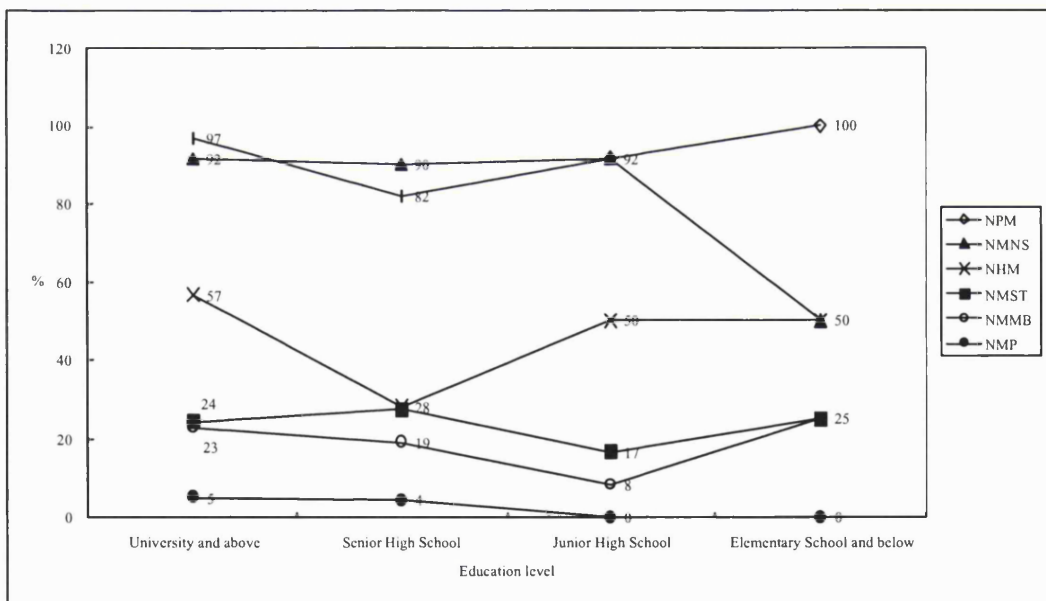 120
100
80
60
40
20
0
%
97
92
90
82
92
100
57
28
50
50
24
23
19
17
8
25
5
4
0
0
University and above
Senior High School
Junior High School
Elementary School and below
Education level
NPM
NMNS
NHM
NMST
NMMB
NMP